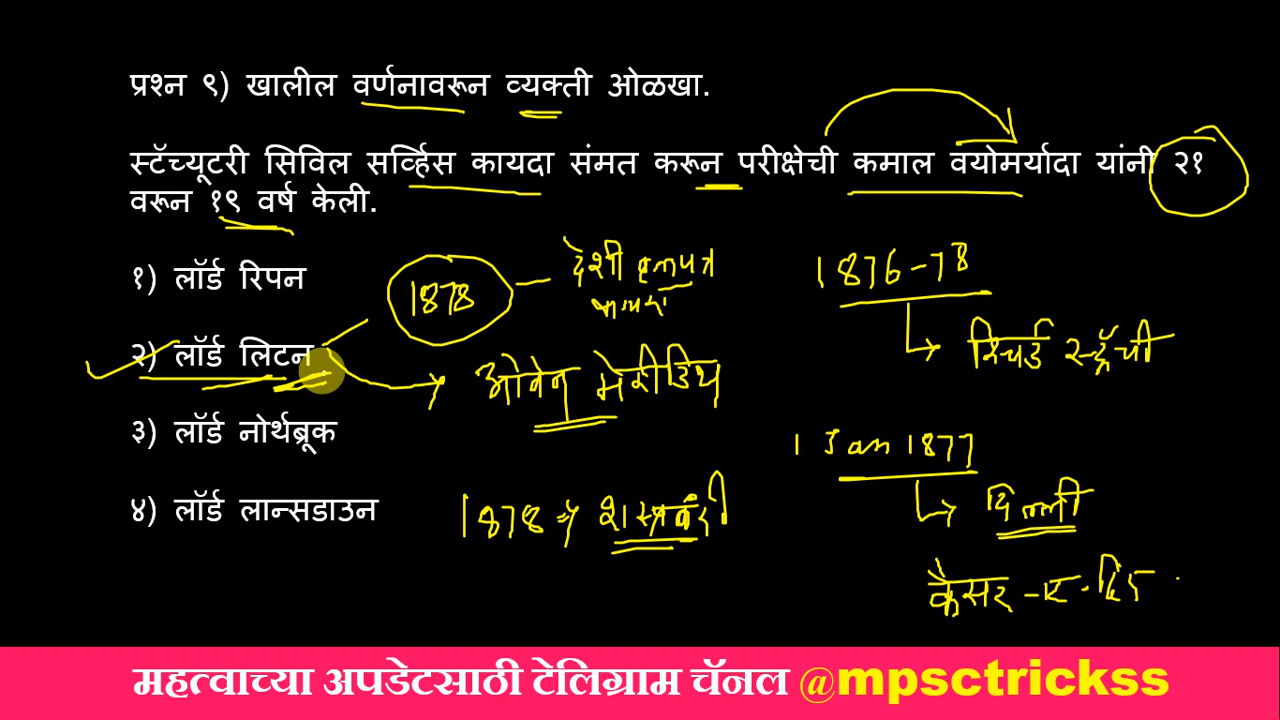 प्रश्न ९) खालील वर्णनावरून व्यक्ती ओळखा.
स्टॅच्यूटरी सिविल सर्व्हिस कायदा संमत करून परीक्षेची कमाल वयोमर्यादा यांनी २१
वरून १९ वर्ष केली.
१) लॉर्ड रिपन
२) लॉर्ड लिटन
३) लॉर्ड नोर्थब्रूक
४) लॉर्ड लान्सडाउन
1878
देशी वृत्तपत्र
कायदा
ओवेन मेरीडिथ
1878 → शस्त्रबंदी
1876-78
रिचर्ड स्ट्रॅची
1 Jan 1877
दिल्ली
कैसर-ए-हिंद
महत्वाच्या अपडेटसाठी टेलिग्राम चॅनल @mpsctrickss